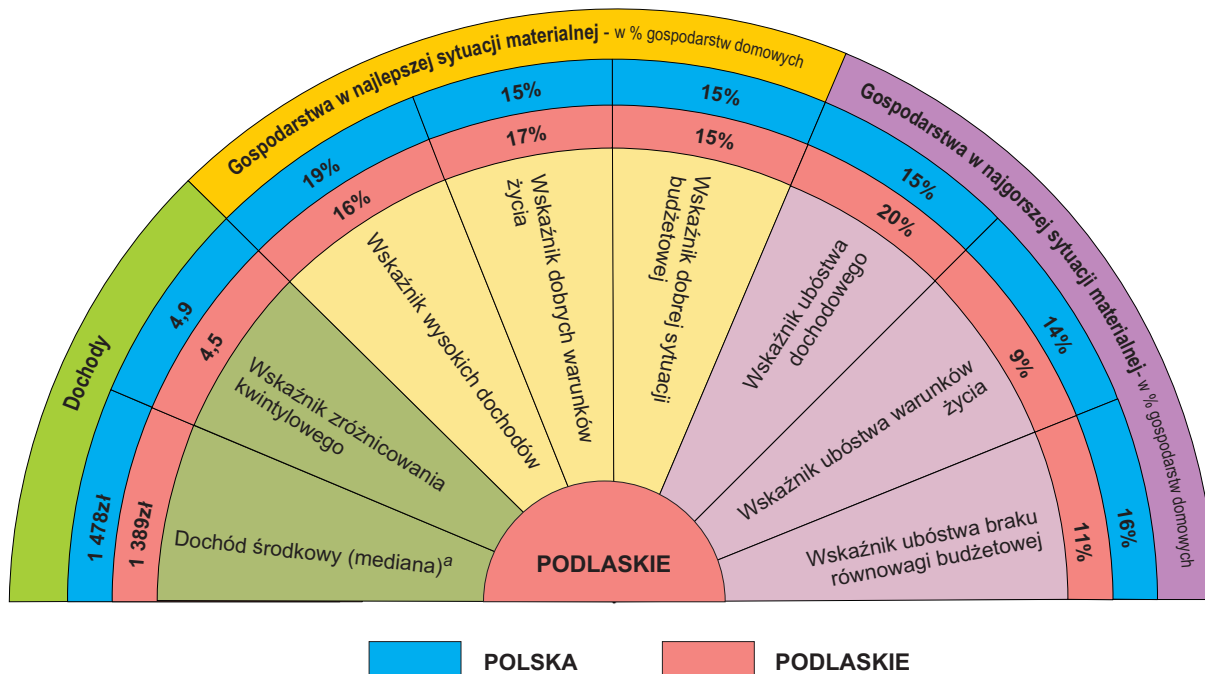 Dochody
Gospodarstwa w najlepszej sytuacji materialnej - w % gospodarstw domowych
Gospodarstwa w najgorszej sytuacji materialnej- w % gospodarstw domowych
1 478zł
4,9
19%
15%
15%
15%
14%
16%
1 389zł
4,5
16%
17%
15%
20%
9%
11%
Dochód środkowy (mediana)a
Wskaźnik zróżnicowania
kwintylowego
Wskaźnik wysokich dochodów
Wskaźnik dobrych warunków
życia
Wskaźnik dobrej sytuacji
budżetowej
Wskaźnik ubóstwa
dochodowego
Wskaźnik ubóstwa warunków
życia
Wskaźnik ubóstwa braku
równowagi budżetowej
PODLASKIE
POLSKA
PODLASKIE